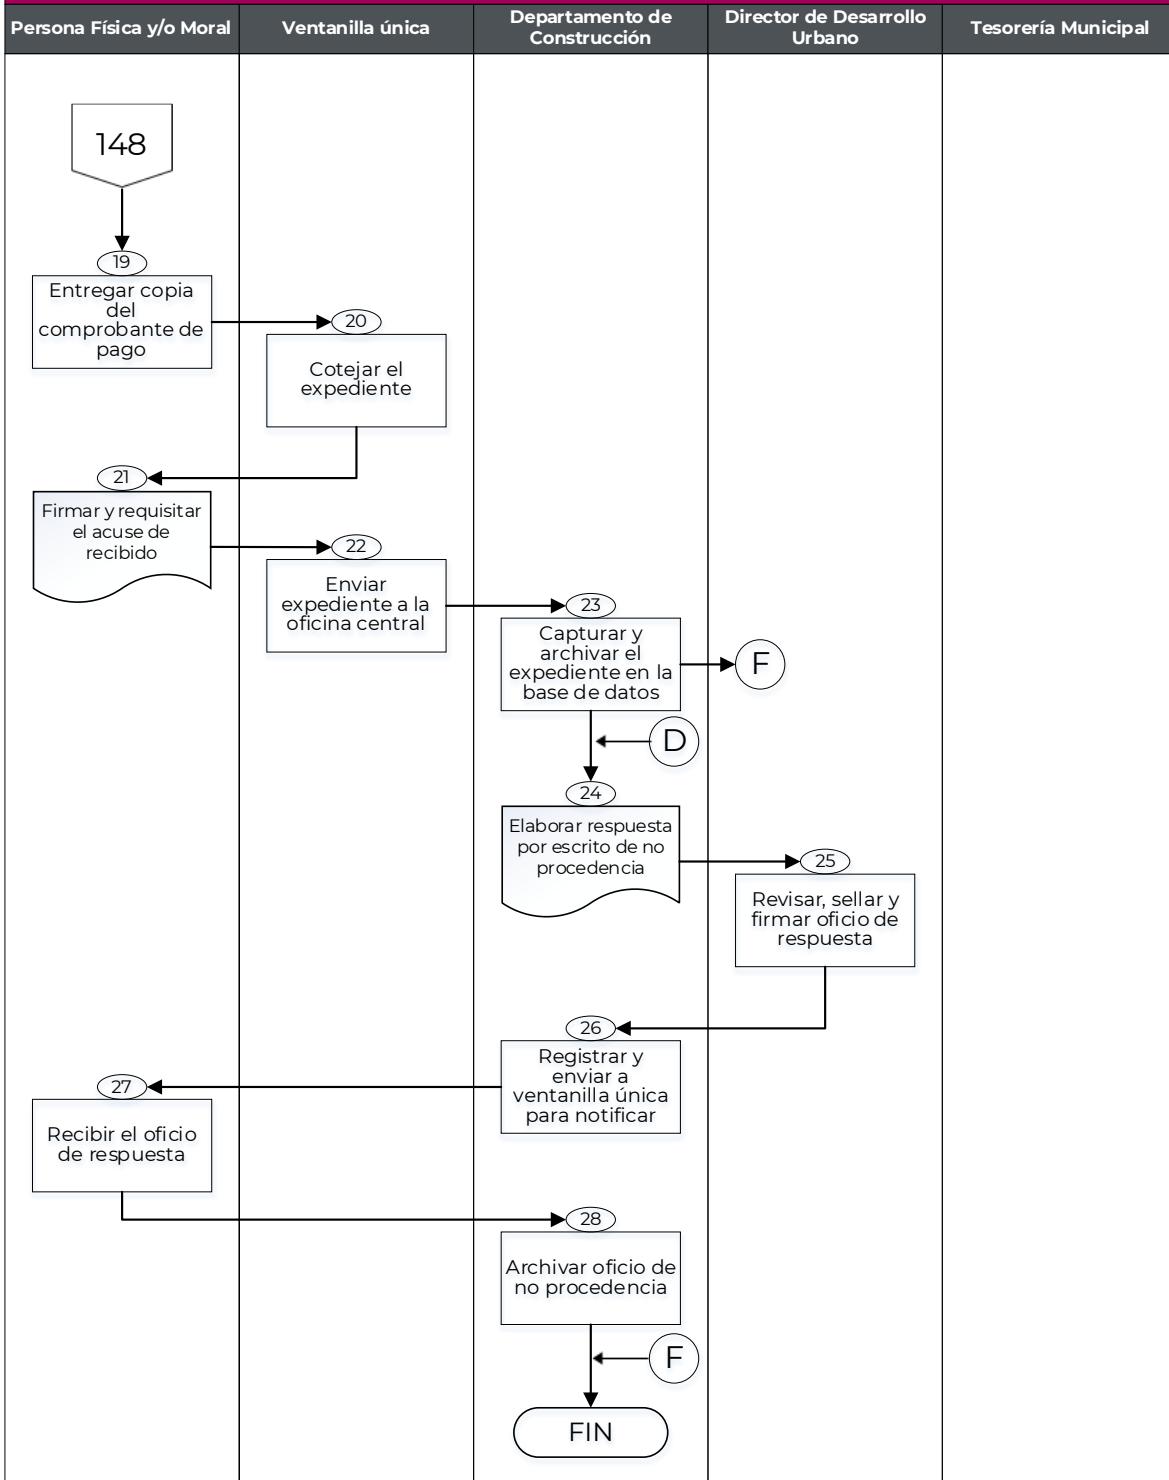 Persona Física y/o Moral
Ventanilla única
Departamento de
Construcción
Director de Desarrollo
Urbano
Tesorería Municipal
148
19
Entregar copia
del
comprobante de
pago
20
Cotejar el
expediente
21
Firmar y requisitar
el acuse de
recibido
22
Enviar
expediente a la
oficina central
23
Capturar y
archivar el
expediente en la
base de datos
F
D
24
Elaborar respuesta
por escrito de no
procedencia
25
Revisar, sellar y
firmar oficio de
respuesta
26
Registrar y
enviar a
ventanilla única
para notificar
27
Recibir el oficio
de respuesta
28
Archivar oficio de
no procedencia
F
FIN